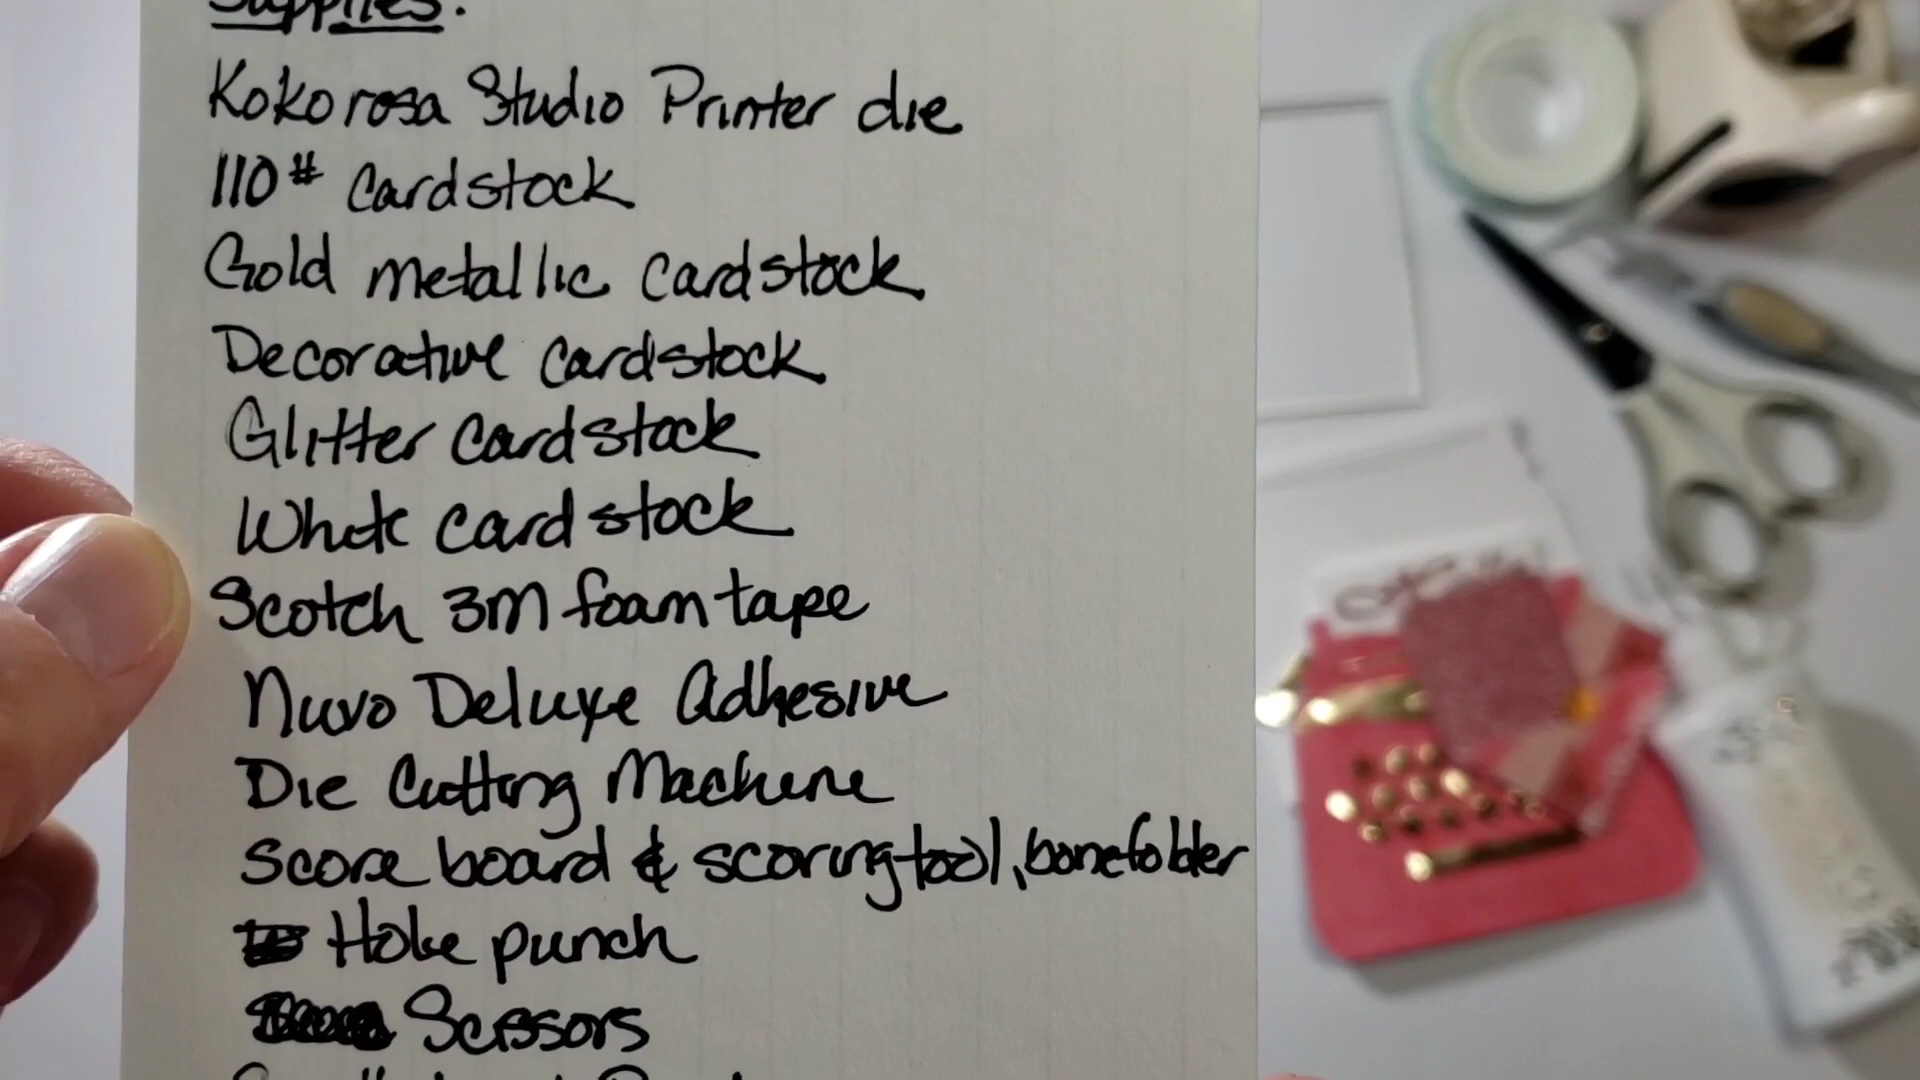 Supplies:
Kokorosa Studio Printer die
110# Cardstock
Gold metallic Cardstock
Decorative Cardstock
Glitter Cardstock
White Cardstock
Scotch 3M foam tape
Nuvo Deluxe Adhesive
Die Cutting Machine
Score board & scoring tool, bonefolder
Hole punch
Scissors